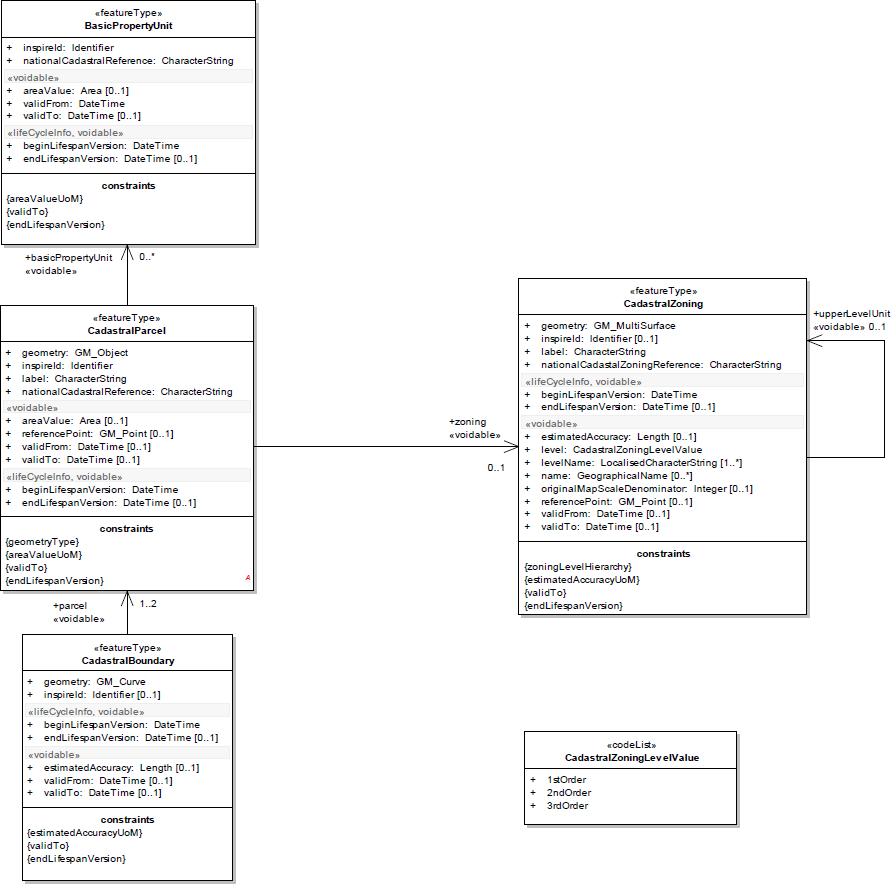 «featureType»
BasicPropertyUnit
+ inspireId: Identifier
+ nationalCadastralReference: CharacterString
«voidable»
+ areaValue: Area [0..1]
+ validFrom: DateTime
+ validTo: DateTime [0..1]
«lifeCycleInfo, voidable»
+ beginLifespanVersion: DateTime
+ endLifespanVersion: DateTime [0..1]
constraints
{areaValueUoM}
{validTo}
{endLifespanVersion}
+basicPropertyUnit 0..*
«voidable»
«featureType»
CadastralParcel
+ geometry: GM_Object
+ inspireId: Identifier
+ label: CharacterString
+ nationalCadastralReference: CharacterString
«voidable»
+ areaValue: Area [0..1]
+ referencePoint: GM_Point [0..1]
+ validFrom: DateTime [0..1]
+ validTo: DateTime [0..1]
«lifeCycleInfo, voidable»
+ beginLifespanVersion: DateTime
+ endLifespanVersion: DateTime [0..1]
constraints
{geometryType}
{areaValueUoM}
{validTo}
{endLifespanVersion}
A
+parcel 1..2
«voidable»
«featureType»
CadastralBoundary
+ geometry: GM_Curve
+ inspireId: Identifier [0..1]
«lifeCycleInfo, voidable»
+ beginLifespanVersion: DateTime
+ endLifespanVersion: DateTime [0..1]
«voidable»
+ estimatedAccuracy: Length [0..1]
+ validFrom: DateTime [0..1]
+ validTo: DateTime [0..1]
constraints
{estimatedAccuracyUoM}
{validTo}
{endLifespanVersion}
+zoning
«voidable»
0..1
«featureType»
CadastralZoning
+ geometry: GM_MultiSurface
+ inspireId: Identifier [0..1]
+ label: CharacterString
+ nationalCadastalZoningReference: CharacterString
«lifeCycleInfo, voidable»
+ beginLifespanVersion: DateTime
+ endLifespanVersion: DateTime [0..1]
«voidable»
+ estimatedAccuracy: Length [0..1]
+ level: CadastralZoningLevelValue
+ levelName: LocalisedCharacterString [1..*]
+ name: GeographicalName [0..*]
+ originalMapScaleDenominator: Integer [0..1]
+ referencePoint: GM_Point [0..1]
+ validFrom: DateTime [0..1]
+ validTo: DateTime [0..1]
constraints
{zoningLevelHierarchy}
{estimatedAccuracyUoM}
{validTo}
{endLifespanVersion}
+upperLevelUnit
«voidable» 0..1
«codeList»
CadastralZoningLevelValue
+ 1stOrder
+ 2ndOrder
+ 3rdOrder